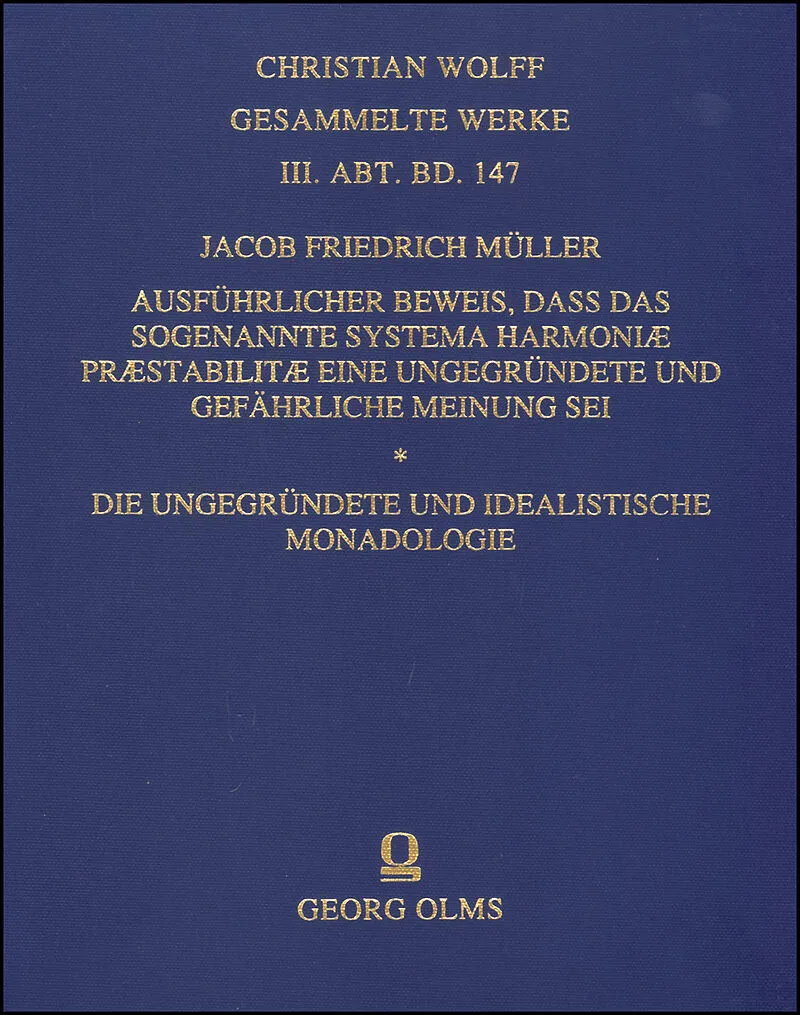 CHRISTIAN WOLFF
GESAMMELTE WERKE
III. ABT. BD. 147
JACOB FRIEDRICH MÜLLER
AUSFÜHRLICHER BEWEIS, DASS DAS
SOGENANNTE SYSTEMA HARMONIÆ
PRÆSTABILITÆ EINE UNGEGRÜNDETE UND
GEFÄHRLICHE MEINUNG SEI
*
DIE UNGEGRÜNDETE UND IDEALISTISCHE
MONADOLOGIE
GEORG OLMS